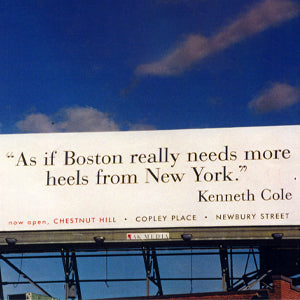 “As if Boston really needs more
heels from New York.”
Kenneth Cole
now open, CHESTNUT HILL • COPLEY PLACE • NEWBURY STREET